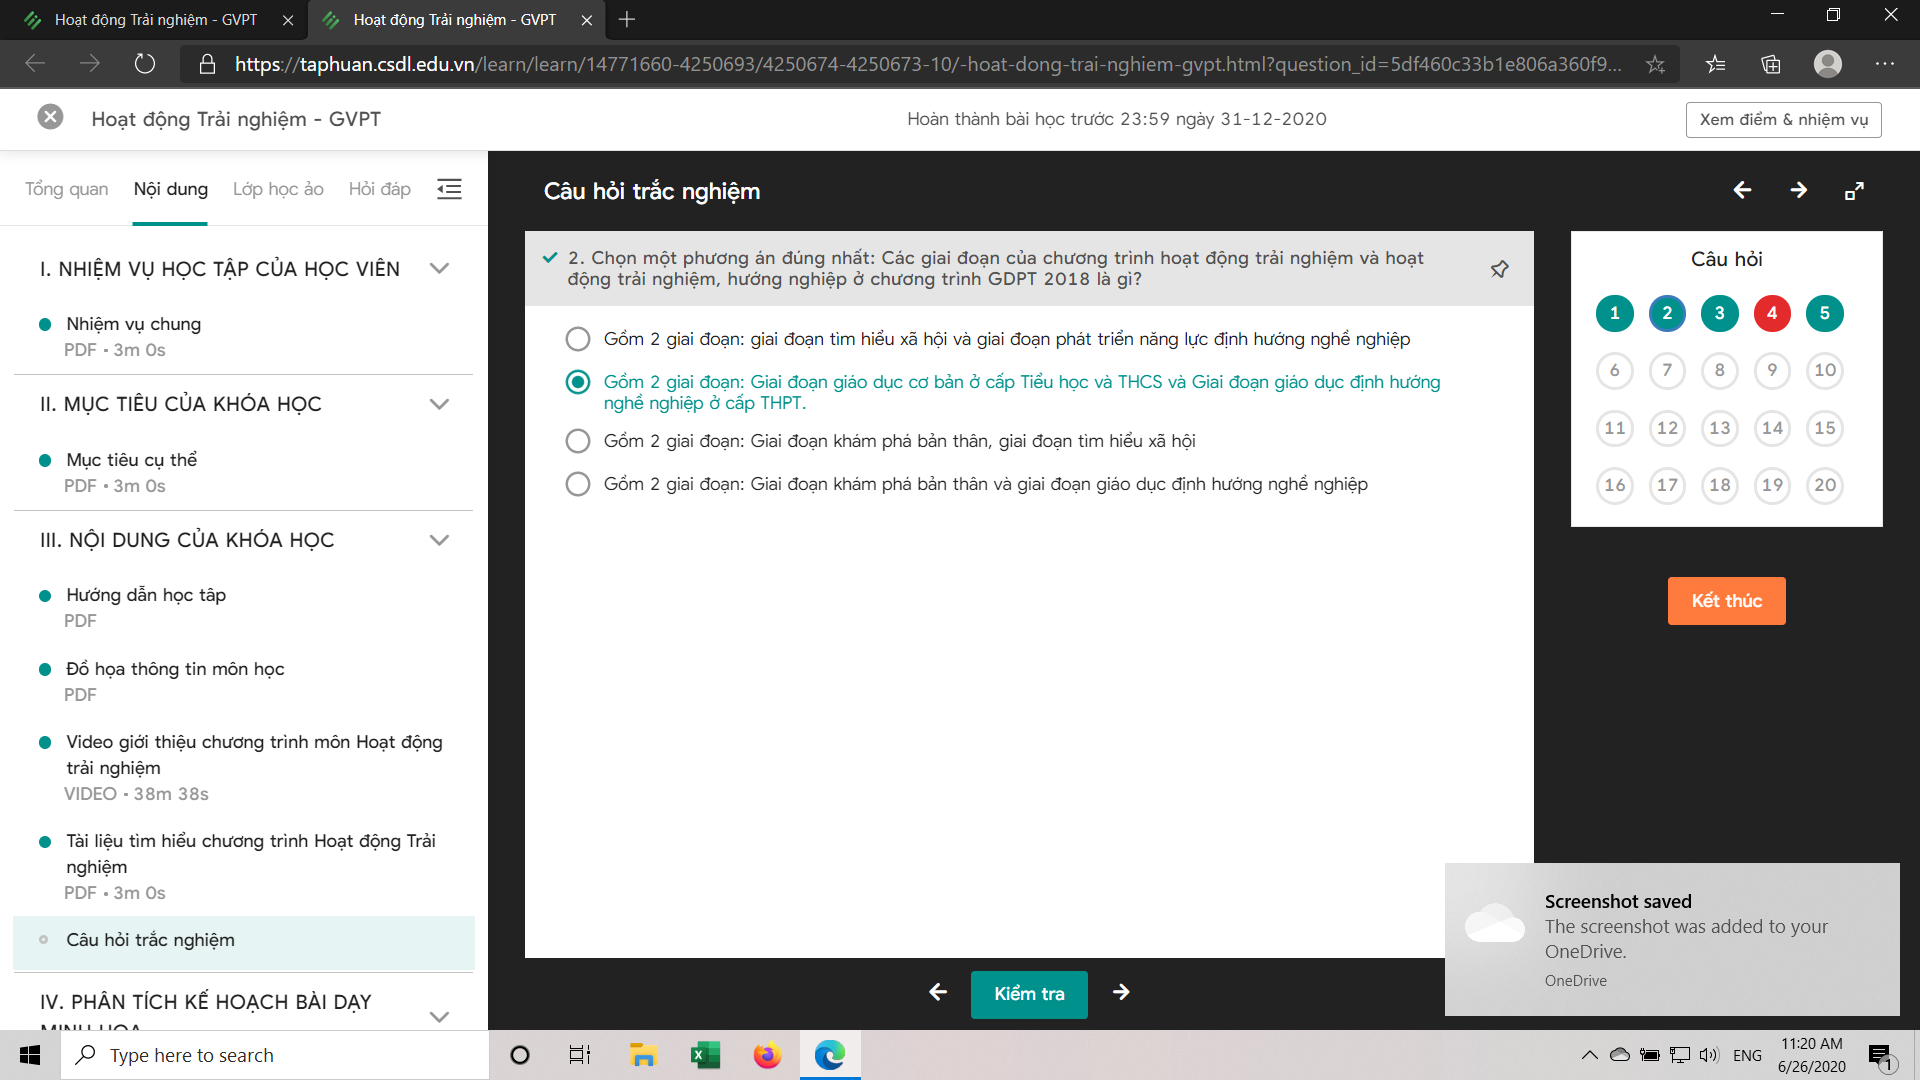 Hoạt động Trải nghiệm - GVPT
Hoạt động Trải nghiệm - GVPT
https://taphuan.csdl.edu.vn/learn/learn/14771660-4250693/4250674-4250673-10/-hoat-dong-trai-nghiem-gvpt.html?question_id=5df460c33b1e806a360f9...
Hoạt động Trải nghiệm - GVPT
Hoàn thành bài học trước 23:59 ngày 31-12-2020
Xem điểm & nhiệm vụ
Tổng quan
Nội dung
Lớp học ảo
Hỏi đáp
I. NHIỆM VỤ HỌC TẬP CỦA HỌC VIÊN
Nhiệm vụ chung
PDF • 3m 0s
II. MỤC TIÊU CỦA KHÓA HỌC
Mục tiêu cụ thể
PDF • 3m 0s
III. NỘI DUNG CỦA KHÓA HỌC
Hướng dẫn học tâp
PDF
Đồ họa thông tin môn học
PDF
Video giới thiệu chương trình môn Hoạt động
trải nghiệm
VIDEO • 38m 38s
Tài liệu tìm hiểu chương trình Hoạt động Trải
nghiệm
PDF • 3m 0s
Câu hỏi trắc nghiệm
IV. PHÂN TÍCH KẾ HOẠCH BÀI DẠY
MINH HỌA
Câu hỏi trắc nghiệm
2. Chọn một phương án đúng nhất: Các giai đoạn của chương trình hoạt động trải nghiệm và hoạt
động trải nghiệm, hướng nghiệp ở chương trình GDPT 2018 là gì?
Gồm 2 giai đoạn: giai đoạn tìm hiểu xã hội và giai đoạn phát triển năng lực định hướng nghề nghiệp
Gồm 2 giai đoạn: Giai đoạn giáo dục cơ bản ở cấp Tiểu học và THCS và Giai đoạn giáo dục định hướng
nghề nghiệp ở cấp THPT.
Gồm 2 giai đoạn: Giai đoạn khám phá bản thân, giai đoạn tìm hiểu xã hội
Gồm 2 giai đoạn: Giai đoạn khám phá bản thân và giai đoạn giáo dục định hướng nghề nghiệp
Kiểm tra
Câu hỏi
1 2 3 4 5
6 7 8 9 10
11 12 13 14 15
16 17 18 19 20
Kết thúc
Screenshot saved
The screenshot was added to your
OneDrive.
OneDrive
Type here to search
ENG
11:20 AM
6/26/2020
1